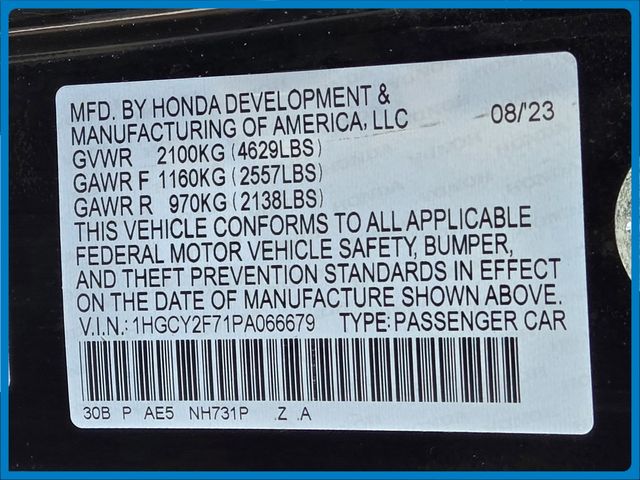 MFD. BY HONDA DEVELOPMENT &
MANUFACTURING OF AMERICA, LLC 08/'23
GVWR 2100KG (4629LBS)
GAWR F 1160KG (2557LBS)
GAWR R 970KG (2138LBS)
THIS VEHICLE CONFORMS TO ALL APPLICABLE
FEDERAL MOTOR VEHICLE SAFETY, BUMPER,
AND THEFT PREVENTION STANDARDS IN EFFECT
ON THE DATE OF MANUFACTURE SHOWN ABOVE.
V.I.N.:1HGCY2F71PA066679 TYPE:PASSENGER CAR
30B P AE5 NH731P .Z .A